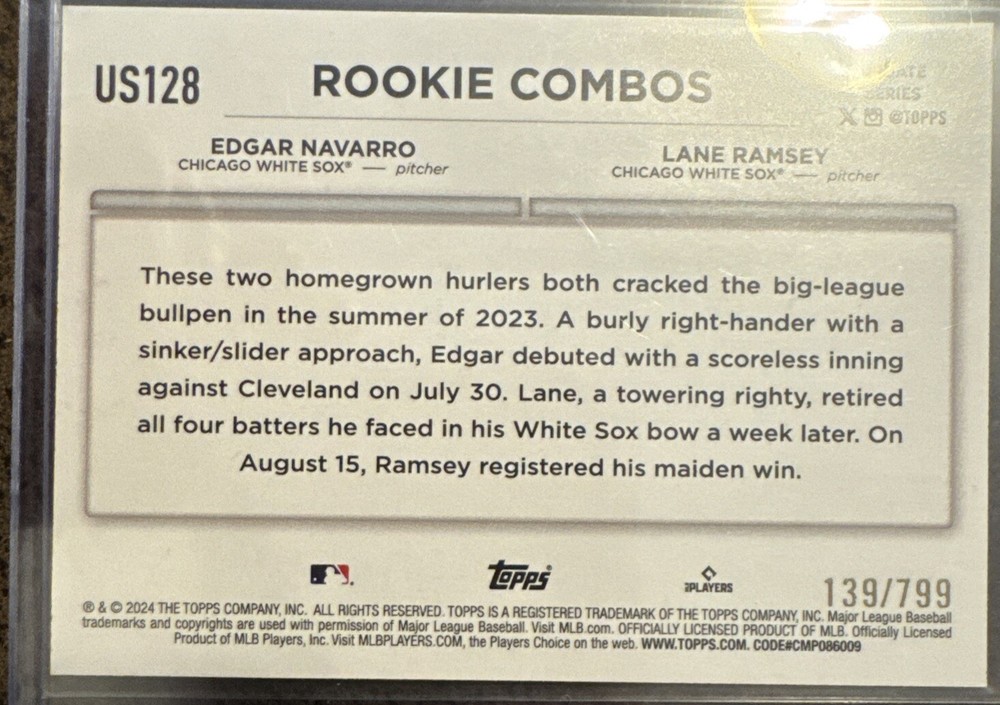 US128
ROOKIE COMBOS
SERIES
@TOPPS
EDGAR NAVARRO
CHICAGO WHITE SOX® — pitcher
LANE RAMSEY
CHICAGO WHITE SOX® — pitcher
These two homegrown hurlers both cracked the big-league
bullpen in the summer of 2023. A burly right-hander with a
sinker/slider approach, Edgar debuted with a scoreless inning
against Cleveland on July 30. Lane, a towering righty, retired
all four batters he faced in his White Sox bow a week later. On
August 15, Ramsey registered his maiden win.
Topps®
PLAYERS
139/799
® & © 2024 THE TOPPS COMPANY, INC. ALL RIGHTS RESERVED. TOPPS IS A REGISTERED TRADEMARK OF THE TOPPS COMPANY, INC. Major League Baseball
trademarks and copyrights are used with permission of Major League Baseball. Visit MLB.com. OFFICIALLY LICENSED PRODUCT OF MLB. Officially Licensed
Product of MLB Players, Inc. Visit MLBPLAYERS.COM, the Players Choice on the web. WWW.TOPPS.COM. CODE#CMP086009